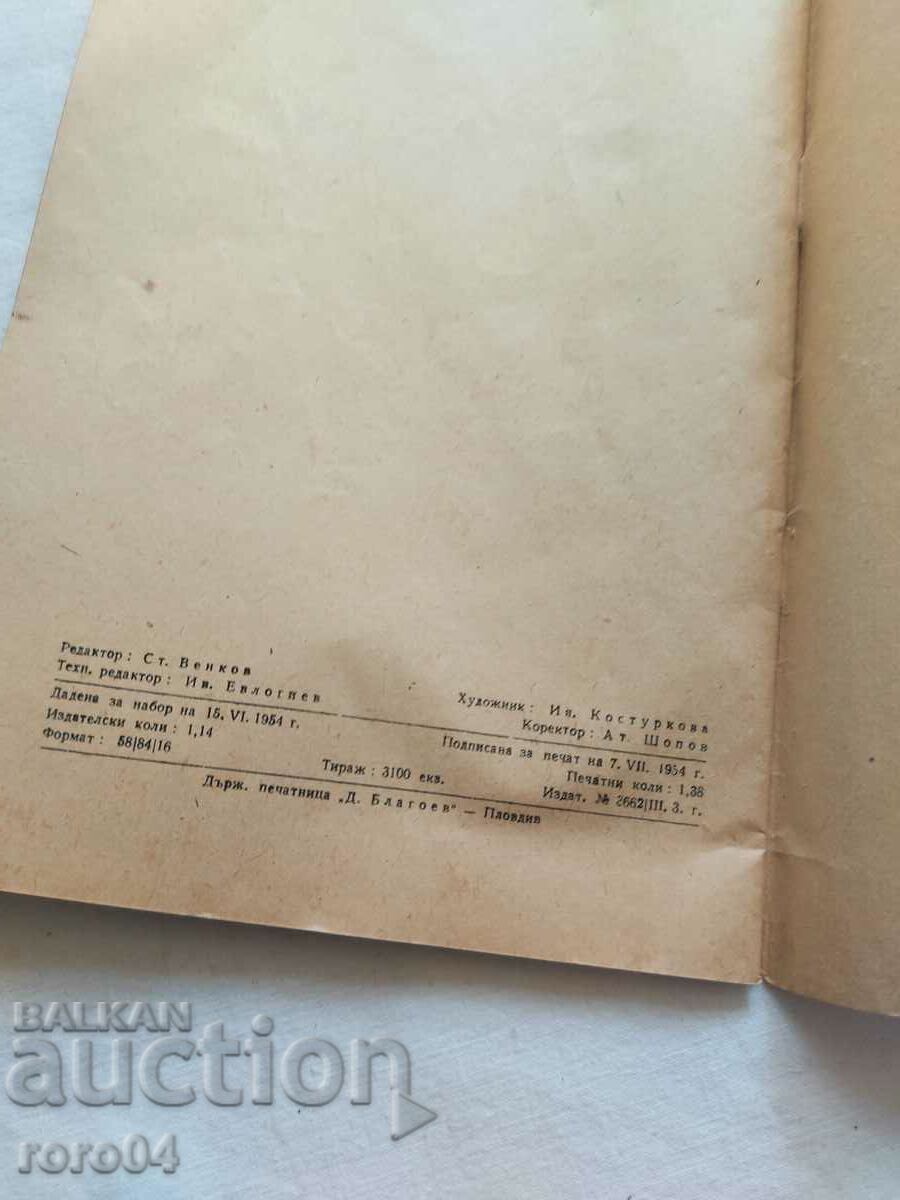 Редактор : Ст. Венков
Техн. редактор : Ив. Евлогиев
Художник : Ия. Костуркова
Коректор : Ат. Шопов
Дадена за набор на 15. VI. 1954 г.
Подписана за печат на 7. VII. 1954 г.
Издателски коли : 1,14
Печатни коли : 1,38
Формат : 58|84|16
Тираж : 3100 екз.
Издат. № 3662|III. 3. г.
Държ. печатница „Д. Благоев“ — Пловдив
BALKAN
auction
roro04